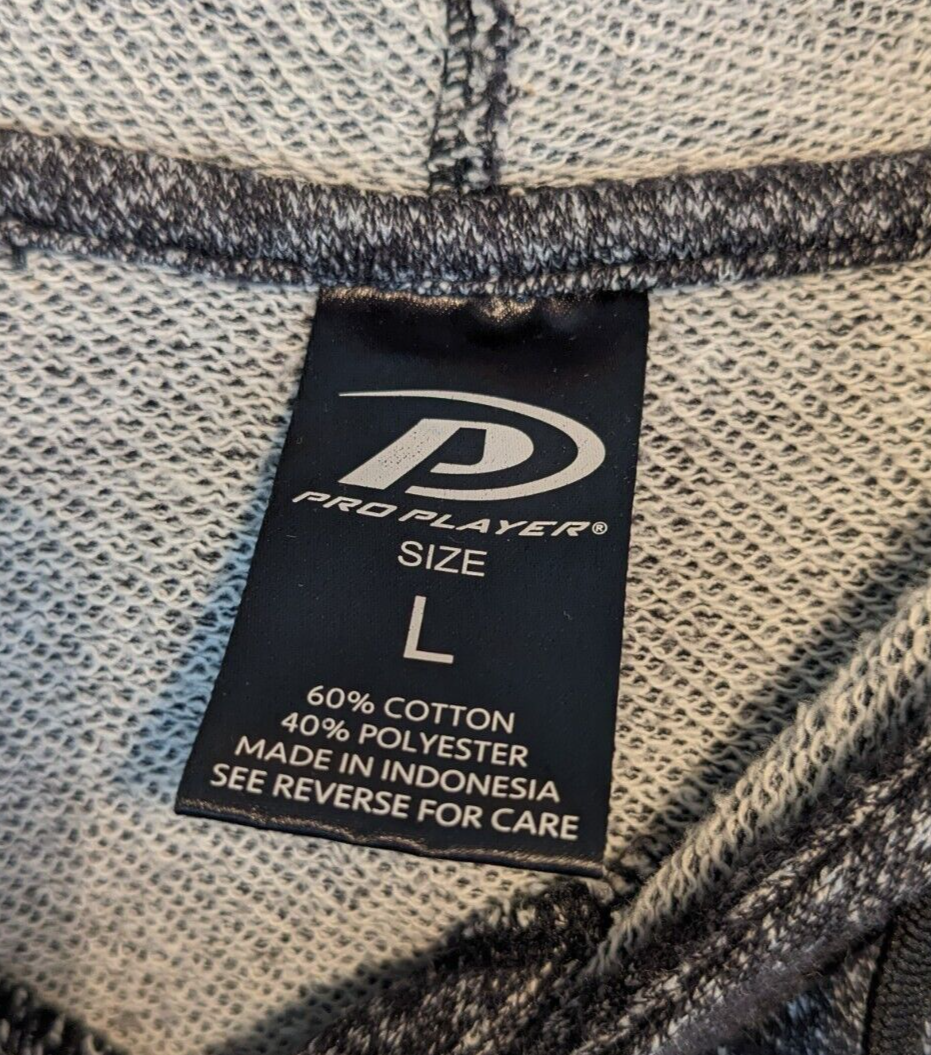 PRO PLAYER®
SIZE
L
60% COTTON
40% POLYESTER
MADE IN INDONESIA
SEE REVERSE FOR CARE